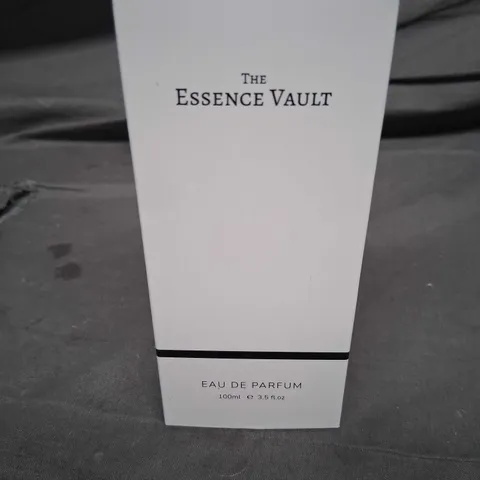 THE
ESSENCE VAULT
EAU DE PARFUM
100ml ℮ 3.5 fl.oz